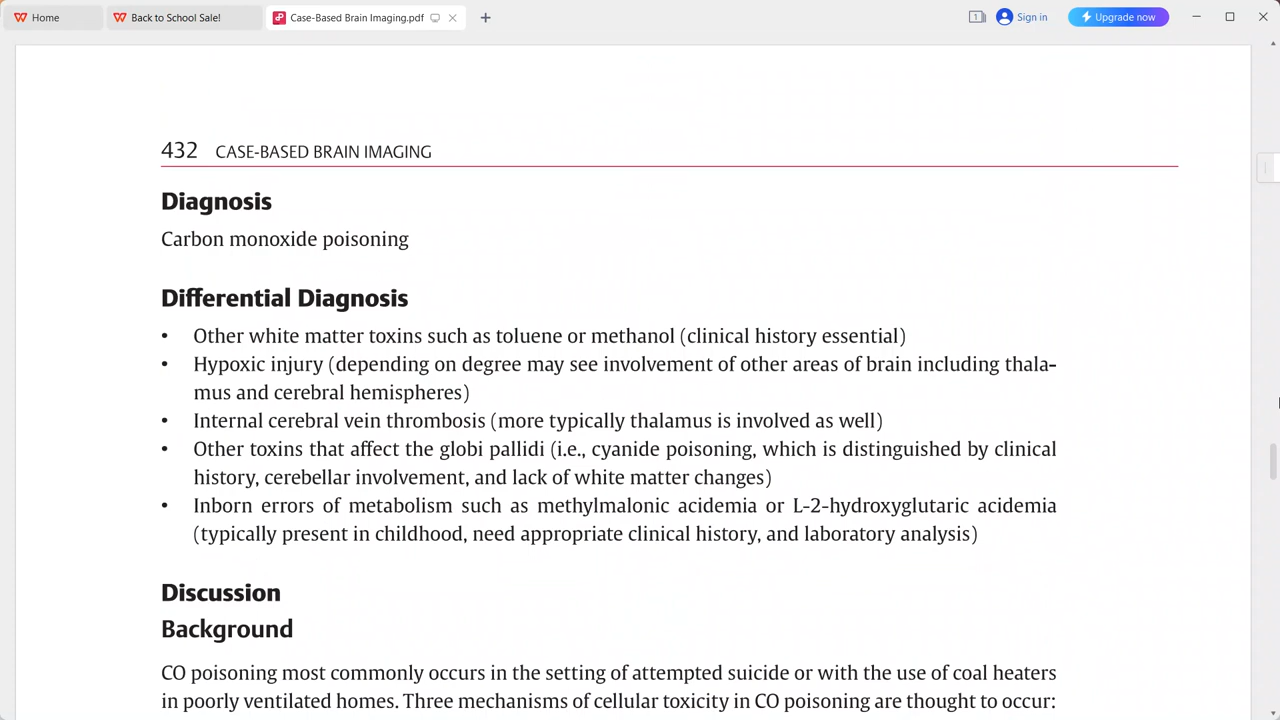 Home
Back to School Sale!
Case-Based Brain Imaging.pdf
1
Sign in
Upgrade now
432 CASE-BASED BRAIN IMAGING
Diagnosis
Carbon monoxide poisoning
Differential Diagnosis
• Other white matter toxins such as toluene or methanol (clinical history essential)
• Hypoxic injury (depending on degree may see involvement of other areas of brain including thala-
mus and cerebral hemispheres)
• Internal cerebral vein thrombosis (more typically thalamus is involved as well)
• Other toxins that affect the globi pallidi (i.e., cyanide poisoning, which is distinguished by clinical
history, cerebellar involvement, and lack of white matter changes)
• Inborn errors of metabolism such as methylmalonic acidemia or L-2-hydroxyglutaric acidemia
(typically present in childhood, need appropriate clinical history, and laboratory analysis)
Discussion
Background
CO poisoning most commonly occurs in the setting of attempted suicide or with the use of coal heaters
in poorly ventilated homes. Three mechanisms of cellular toxicity in CO poisoning are thought to occur: